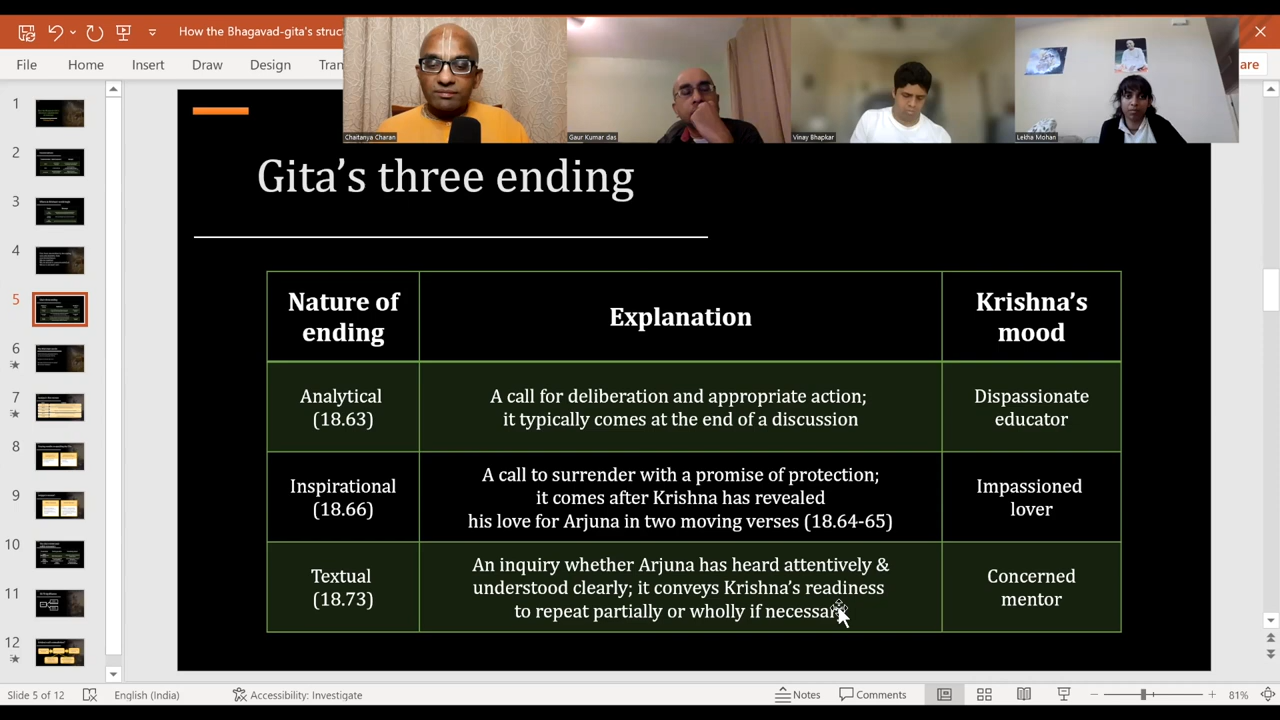 How the Bhagavad-gita's struct
File
Home
Insert
Draw
Design
Tran
are
Chaitanya Charan
Gaur Kumar das
Vinay Bhapkar
Lekha Mohan
1
2
3
4
5
6
7
8
9
10
11
12
Gita’s three ending
Nature of
ending
Explanation
Krishna’s
mood
Analytical
(18.63)
A call for deliberation and appropriate action;
it typically comes at the end of a discussion
Dispassionate
educator
Inspirational
(18.66)
A call to surrender with a promise of protection;
it comes after Krishna has revealed
his love for Arjuna in two moving verses (18.64-65)
Impassioned
lover
Textual
(18.73)
An inquiry whether Arjuna has heard attentively &
understood clearly; it conveys Krishna’s readiness
to repeat partially or wholly if necessary
Concerned
mentor
Slide 5 of 12
English (India)
Accessibility: Investigate
Notes
Comments
81%